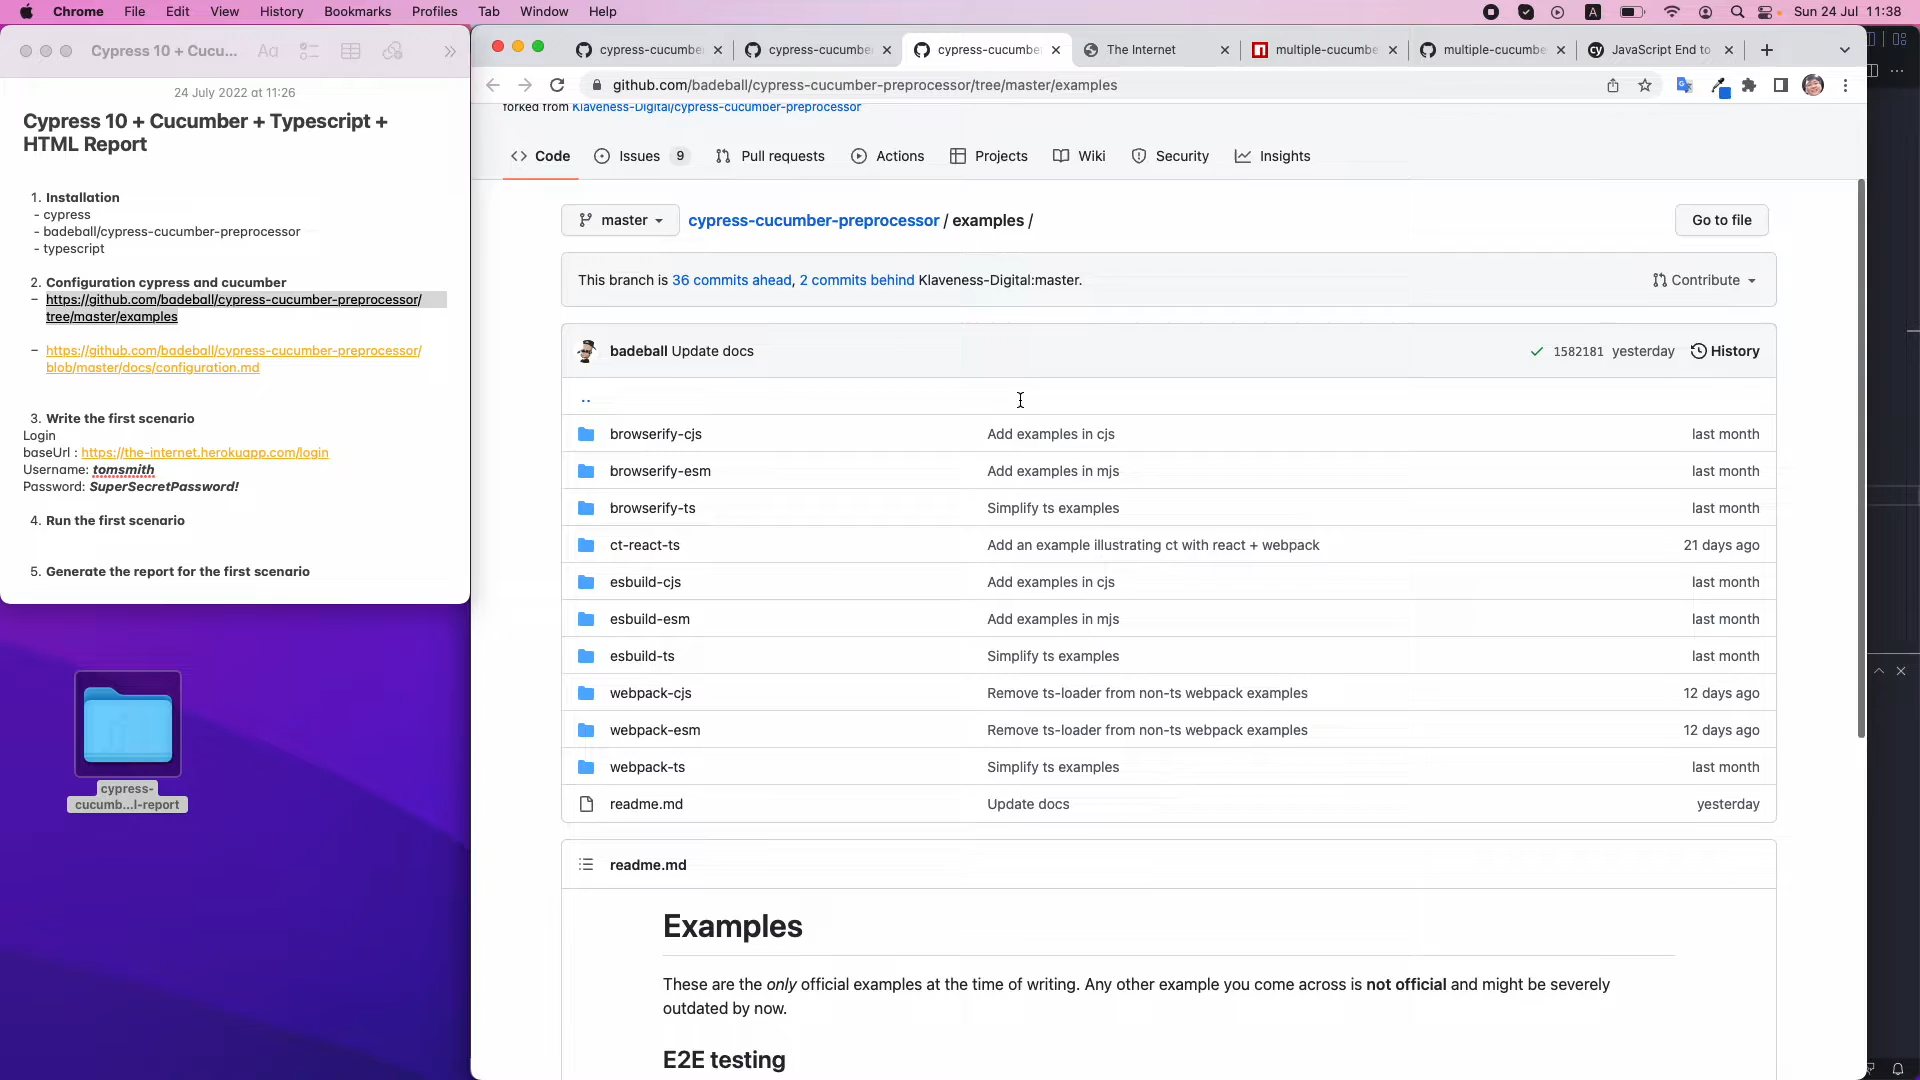 Chrome File Edit View History Bookmarks Profiles Tab Window Help
A
Sun 24 Jul 11:38
Cypress 10 + Cucu...
Aa
24 July 2022 at 11:26
Cypress 10 + Cucumber + Typescript +
HTML Report
1. Installation
- cypress
- badeball/cypress-cucumber-preprocessor
- typescript
2. Configuration cypress and cucumber
– https://github.com/badeball/cypress-cucumber-preprocessor/
tree/master/examples
– https://github.com/badeball/cypress-cucumber-preprocessor/
blob/master/docs/configuration.md
3. Write the first scenario
Login
baseUrl : https://the-internet.herokuapp.com/login
Username: tomsmith
Password: SuperSecretPassword!
4. Run the first scenario
5. Generate the report for the first scenario
cypress-
cucumb...l-report
cypress-cucumbe
cypress-cucumbe
cypress-cucumbe
The Internet
multiple-cucumbe
multiple-cucumbe
cy JavaScript End to
github.com/badeball/cypress-cucumber-preprocessor/tree/master/examples
forked from Klaveness-Digital/cypress-cucumber-preprocessor
Code
Issues 9
Pull requests
Actions
Projects
Wiki
Security
Insights
master
cypress-cucumber-preprocessor / examples /
Go to file
This branch is 36 commits ahead, 2 commits behind Klaveness-Digital:master.
Contribute
badeball Update docs
1582181 yesterday
History
..
browserify-cjs Add examples in cjs last month
browserify-esm Add examples in mjs last month
browserify-ts Simplify ts examples last month
ct-react-ts Add an example illustrating ct with react + webpack 21 days ago
esbuild-cjs Add examples in cjs last month
esbuild-esm Add examples in mjs last month
esbuild-ts Simplify ts examples last month
webpack-cjs Remove ts-loader from non-ts webpack examples 12 days ago
webpack-esm Remove ts-loader from non-ts webpack examples 12 days ago
webpack-ts Simplify ts examples last month
readme.md Update docs yesterday
readme.md
Examples
These are the only official examples at the time of writing. Any other example you come across is not official and might be severely
outdated by now.
E2E testing